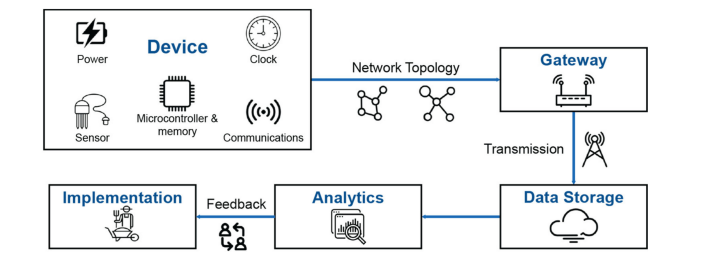 Device
Power
Clock
Sensor
Microcontroller &
memory
Communications
Network Topology
Gateway
Transmission
Data Storage
Analytics
Feedback
Implementation